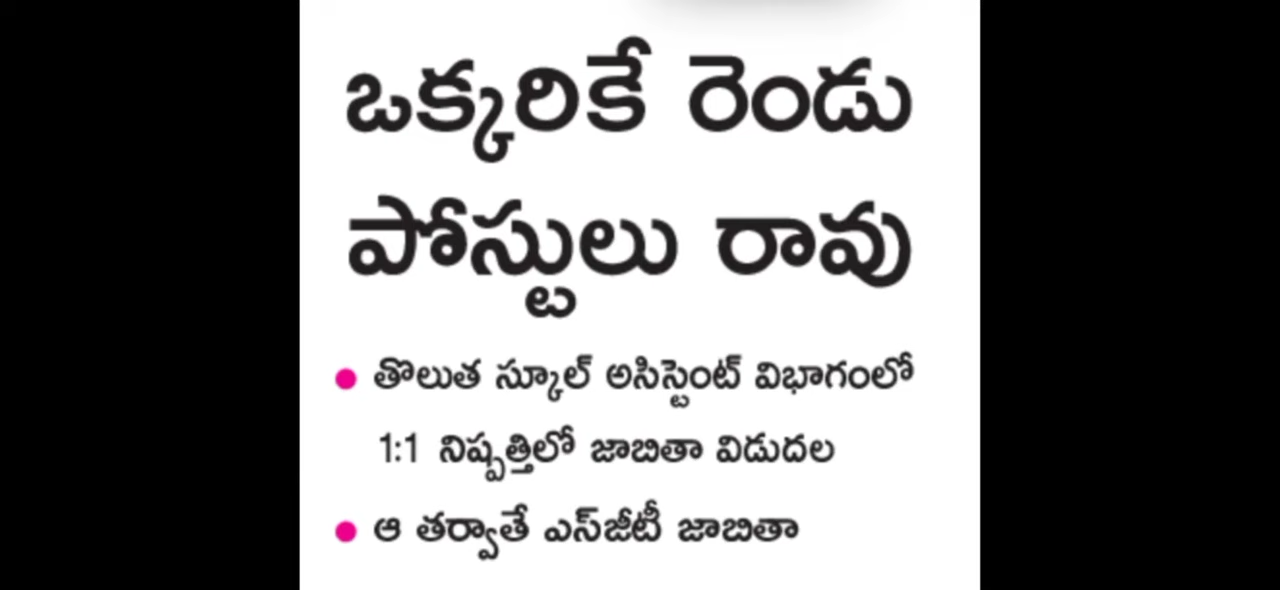 ఒక్కరికే రెండు
పోస్టులు రావు
• తొలుత స్కూల్ అసిస్టెంట్ విభాగంలో
1:1 నిష్పత్తిలో జాబితా విడుదల
• ఆ తర్వాతే ఎస్‌జీటీ జాబితా